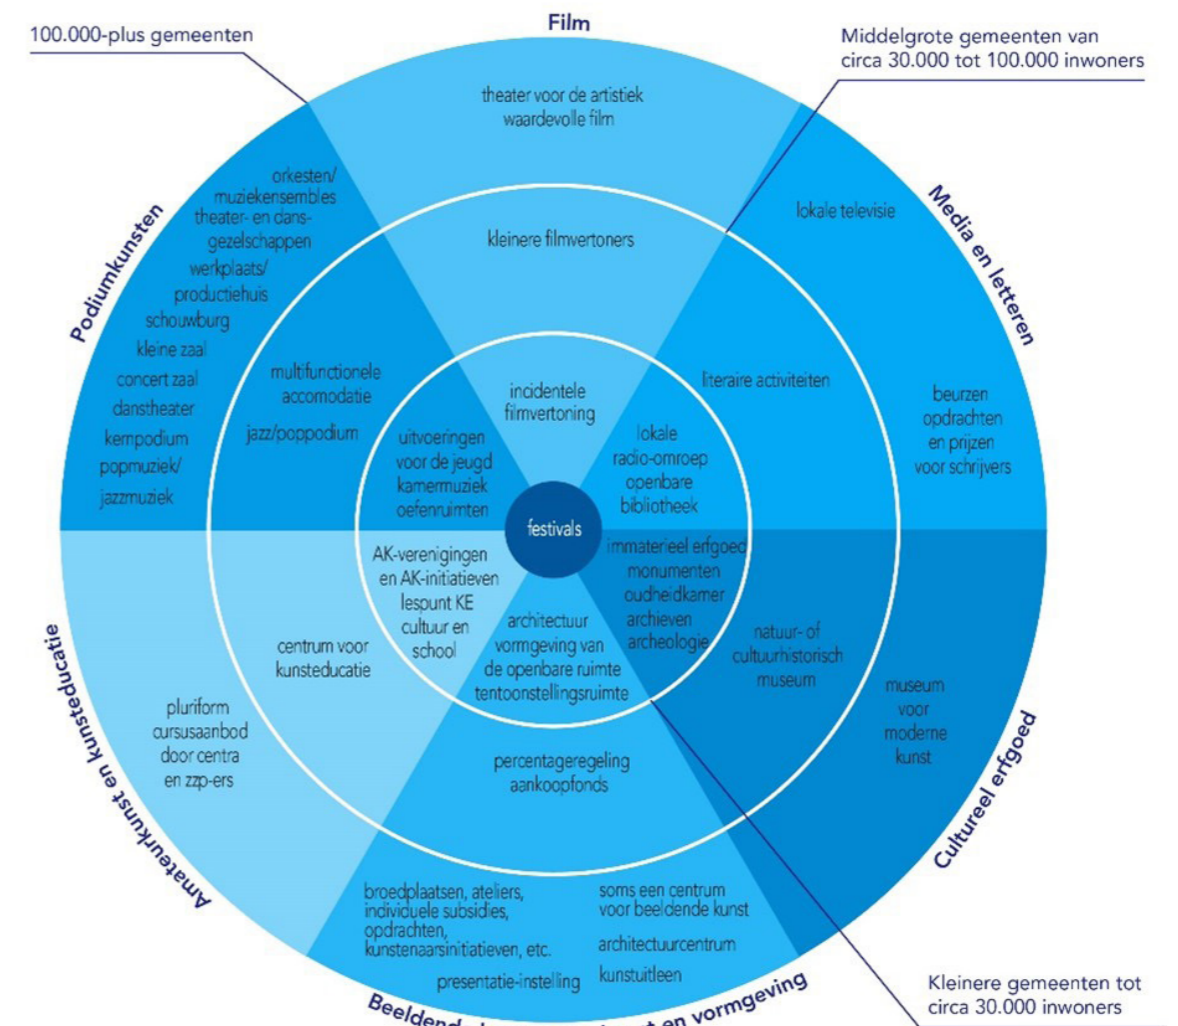 Film
100.000-plus gemeenten
Middelgrote gemeenten van
circa 30.000 tot 100.000 inwoners
theater voor de artistiek
waardevolle film
kleinere filmvertoners
incidentele
filmvertoning
Media en letteren
lokale televisie
beurzen
opdrachten
en prijzen
voor schrijvers
literaire activiteiten
lokale
radio-omroep
openbare
bibliotheek
Podiumkunsten
orkesten/
muziekensembles
theater- en dans-
gezelschappen
werkplaats/
productiehuis
schouwburg
kleine zaal
concert zaal
danstheater
kernpodium
popmuziek/
jazzmuziek
multifunctionele
accomodatie
jazz/poppodium
uitvoeringen
voor de jeugd
kamermuziek
oefenruimten
festivals
immaterieel erfgoed
monumenten
oudheidkamer
archieven
archeologie
natuur- of
cultuurhistorisch
museum
museum
voor
moderne
kunst
Cultureel erfgoed
AK-verenigingen
en AK-initiatieven
lespunt KE
cultuur en
school
centrum voor
kunsteducatie
pluriform
cursusaanbod
door centra
en zzp-ers
Amateurkunst en kunsteducatie
architectuur
vormgeving van
de openbare ruimte
tentoonstellingsruimte
percentageregeling
aankoopfonds
broedplaatsen, ateliers,
individuele subsidies,
opdrachten,
kunstenaarsinitiatieven, etc.
presentatie-instelling
soms een centrum
voor beeldende kunst
architectuurcentrum
kunstuitleen
en vormgeving
Kleinere gemeenten tot
circa 30.000 inwoners